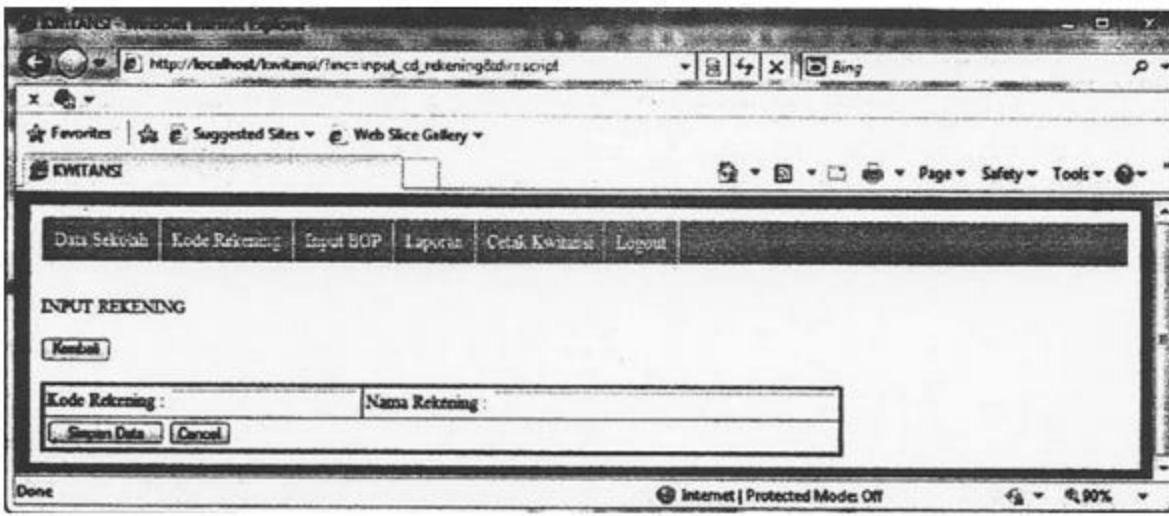 KWITANSI - Windows Internet Explorer
http://localhost/kwitansi/?inc=input_cd_rekening&dir=script
Bing
x
Favorites Suggested Sites Web Slice Gallery
KWITANSI Page Safety Tools
Data Sekolah Kode Rekening Input BOP Laporan Cetak Kwitansi Logout
INPUT REKENING
Kembali
Kode Rekening : Nama Rekening :
Simpan Data Cancel
Done Internet | Protected Mode: Off 90%